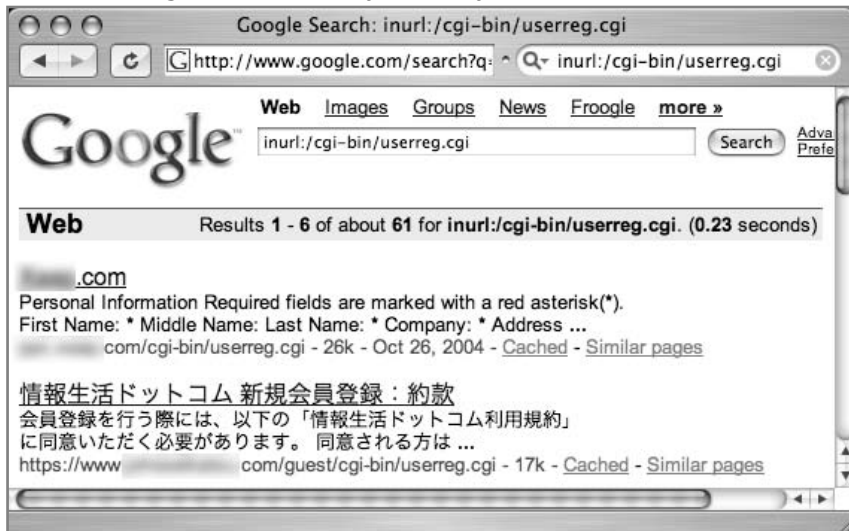 Google Search: inurl:/cgi-bin/userreg.cgi
http://www.google.com/search?q= inurl:/cgi-bin/userreg.cgi
Web Images Groups News Froogle more »
Google™ inurl:/cgi-bin/userreg.cgi Search Adva
Prefe
Web Results 1 - 6 of about 61 for inurl:/cgi-bin/userreg.cgi. (0.23 seconds)
.com
Personal Information Required fields are marked with a red asterisk(*).
First Name: * Middle Name: Last Name: * Company: * Address ...
com/cgi-bin/userreg.cgi - 26k - Oct 26, 2004 - Cached - Similar pages
情報生活ドットコム 新規会員登録：約款
会員登録を行う際には、以下の「情報生活ドットコム利用規約」
に同意いただく必要があります。 同意される方は ...
https://www com/guest/cgi-bin/userreg.cgi - 17k - Cached - Similar pages